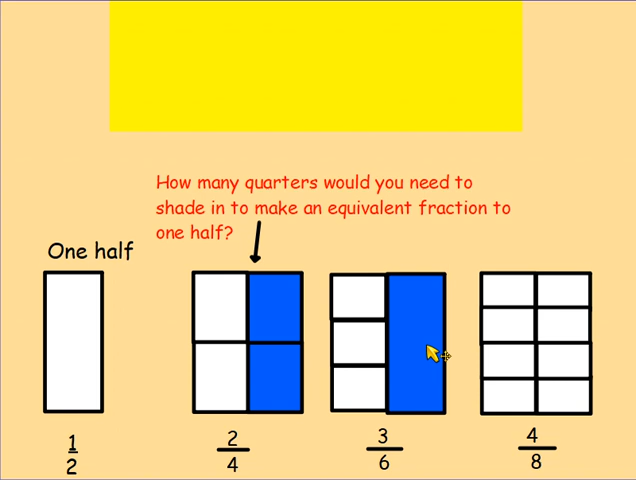 How many quarters would you need to
shade in to make an equivalent fraction to
one half?
One half
1/2
2/4
3/6
4/8